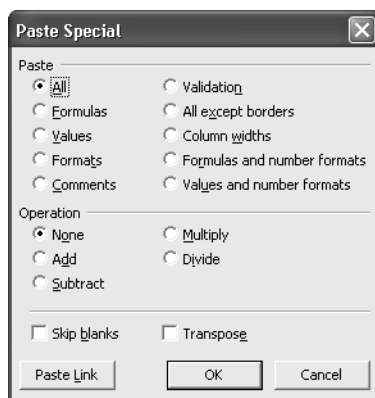 Paste Special
Paste
All Validation
Formulas All except borders
Values Column widths
Formats Formulas and number formats
Comments Values and number formats
Operation
None Multiply
Add Divide
Subtract
Skip blanks Transpose
Paste Link OK Cancel